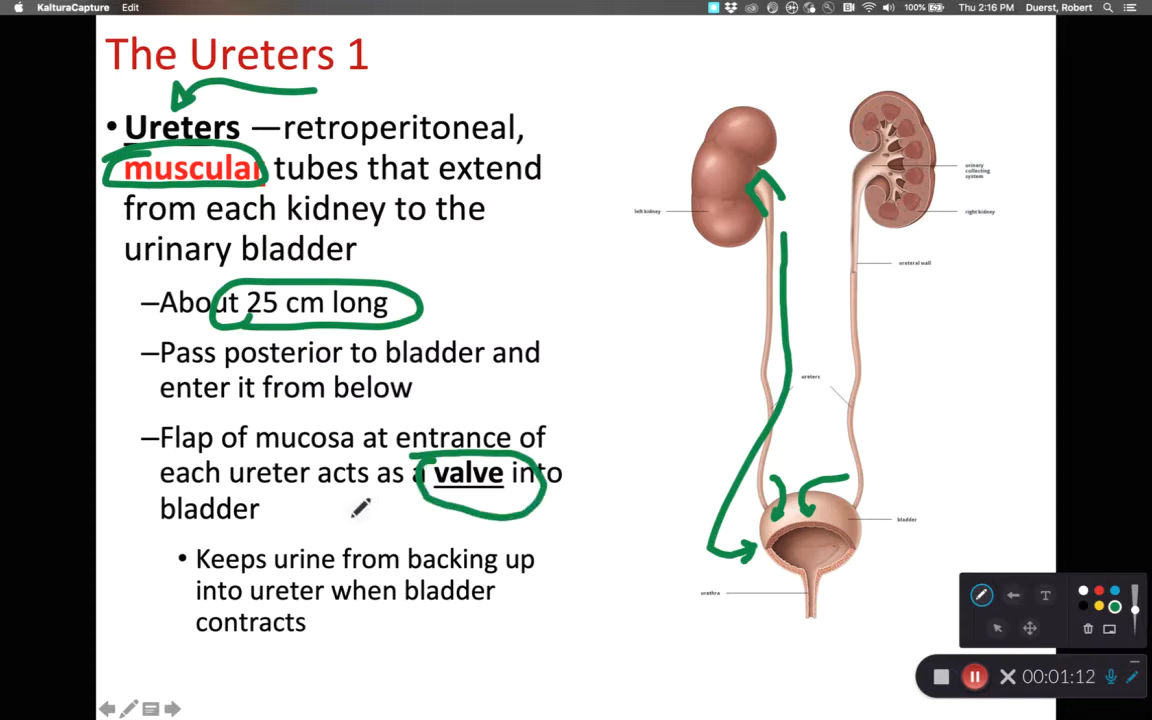 KalturaCapture Edit
100% Thu 2:16 PM Duerst, Robert
The Ureters 1
• Ureters —retroperitoneal,
muscular tubes that extend
from each kidney to the
urinary bladder
–About 25 cm long
–Pass posterior to bladder and
enter it from below
–Flap of mucosa at entrance of
each ureter acts as a valve into
bladder
• Keeps urine from backing up
into ureter when bladder
contracts
left kidney
urinary
collecting
system
right kidney
ureteral wall
ureters
bladder
urethra
T
00:01:12